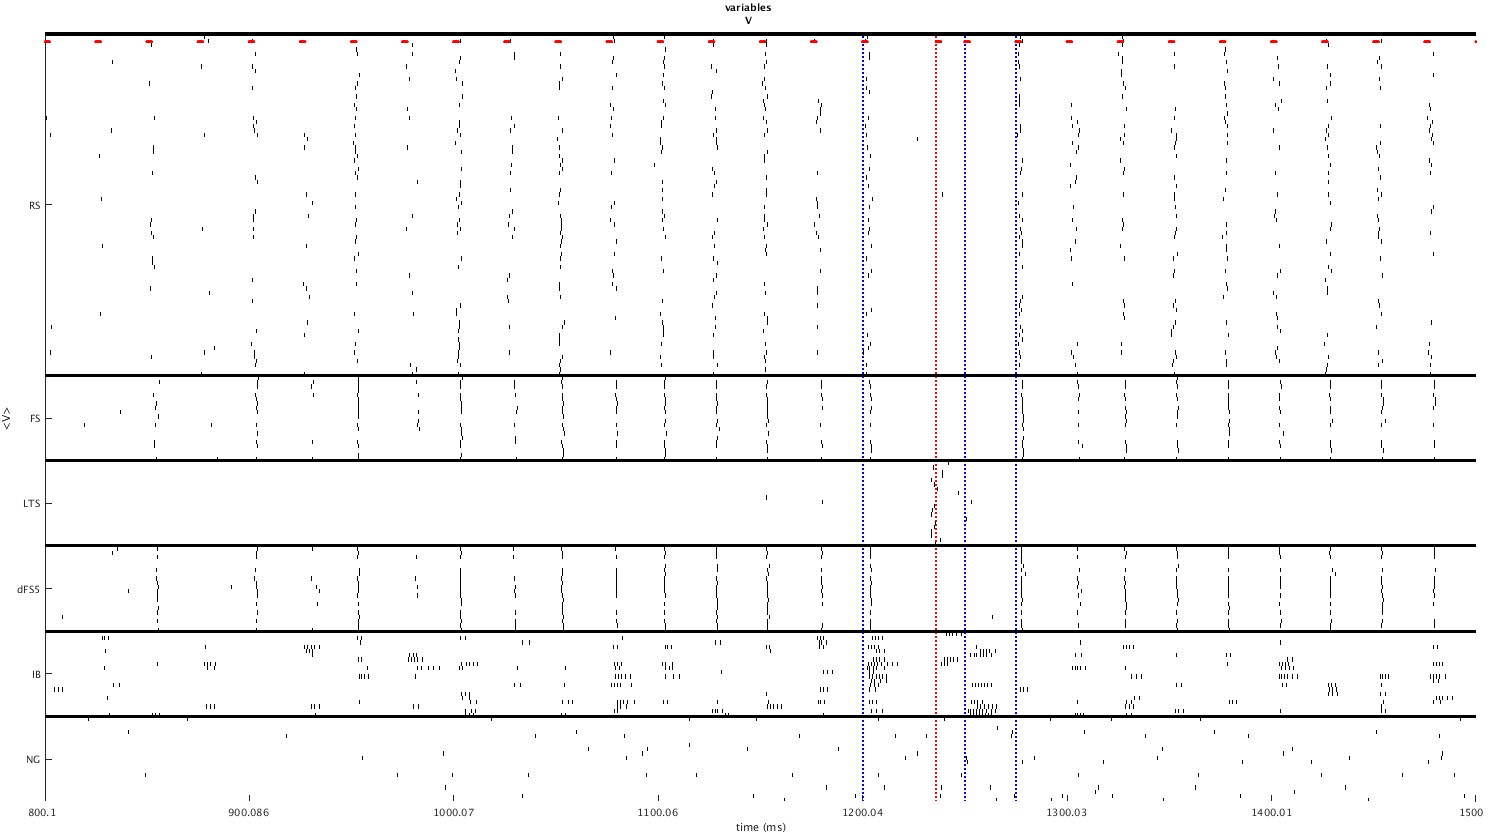 variables
V
RS
FS
LTS
dFS5
IB
NG
<V>
800.1 900.086 1000.07 1100.06 1200.04 1300.03 1400.01 1500
time (ms)